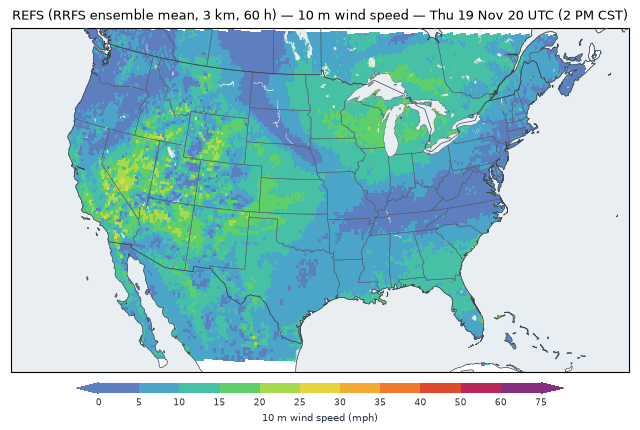 REFS (RRFS ensemble mean, 3 km, 60 h) — 10 m wind speed — Thu 19 Nov 20 UTC (2 PM CST)
0 5 10 15 20 25 30 35 40 50 60 75
10 m wind speed (mph)